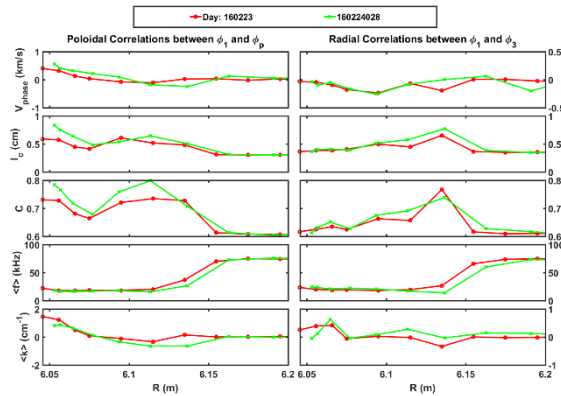 Day: 160223 160224028
Poloidal Correlations between ϕ1 and ϕp
Radial Correlations between ϕ1 and ϕ3
Vphase (km/s)
1
0
-1
0.5
0
-0.5
lc (cm)
1
0.5
0
1
0.5
0
C
0.8
0.7
0.6
0.8
0.7
0.6
<f> (kHz)
100
50
0
100
50
0
<k> (cm-1)
2
0
-2
1
0
-1
6.05 6.1 6.15 6.2
6.05 6.1 6.15 6.2
R (m)
R (m)